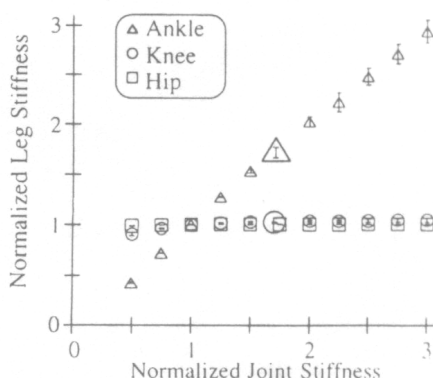 3
2
1
0
Normalized Leg Stiffness
Ankle
Knee
Hip
0
1
2
3
Normalized Joint Stiffness